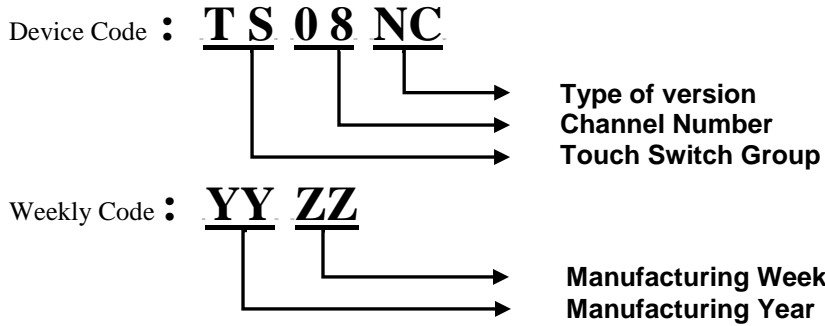 Device Code : T S 0 8 NC
Type of version
Channel Number
Touch Switch Group
Weekly Code : YY ZZ
Manufacturing Week
Manufacturing Year